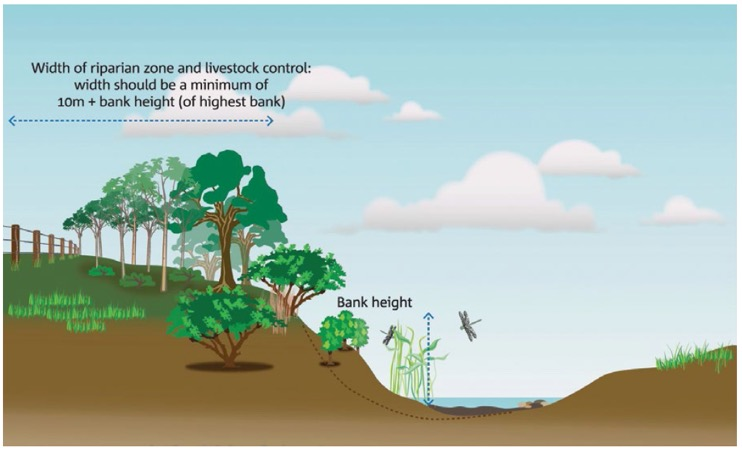 Width of riparian zone and livestock control:
width should be a minimum of
10m + bank height (of highest bank)
Bank height